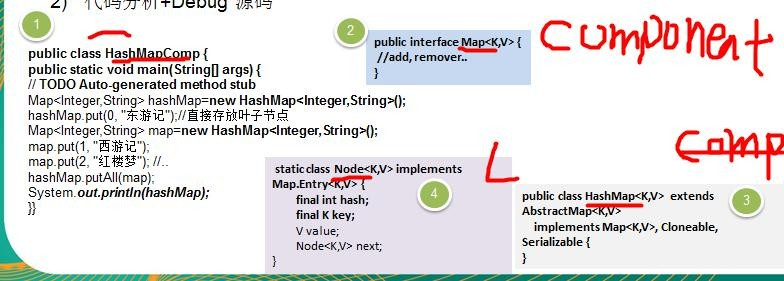 2) 代码分析+Debug 源码
1
public class HashMapComp {
public static void main(String[] args) {
// TODO Auto-generated method stub
Map<Integer,String> hashMap=new HashMap<Integer,String>();
hashMap.put(0, "东游记");//直接存放叶子节点
Map<Integer,String> map=new HashMap<Integer,String>();
map.put(1, "西游记");
map.put(2, "红楼梦"); //..
hashMap.putAll(map);
System.out.println(hashMap);
}}
2
public interface Map<K,V> {
//add, remover..
}
Component
Comp
L
static class Node<K,V> implements
Map.Entry<K,V> {
final int hash;
final K key;
V value;
Node<K,V> next;
}
4
public class HashMap<K,V> extends
AbstractMap<K,V>
implements Map<K,V>, Cloneable,
Serializable {
}
3